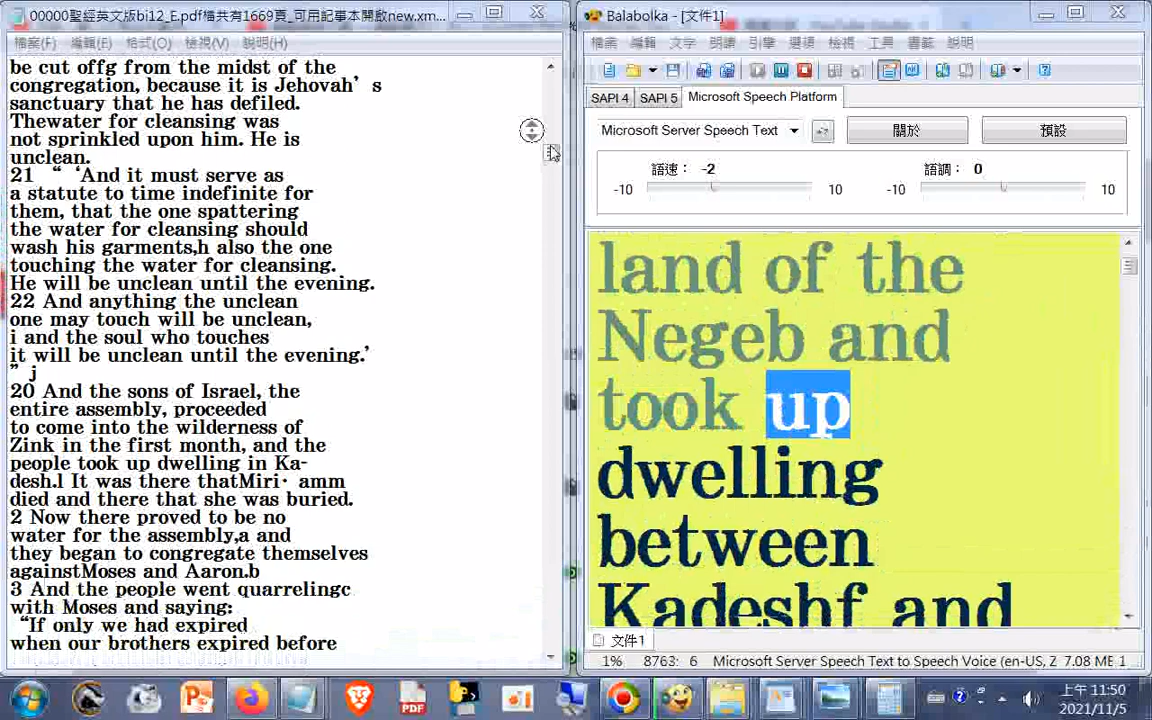 00000聖經英文版bi12_E.pdf檔共有1669頁_可用記事本開啟new.xm...
檔案(F) 編輯(E) 格式(O) 檢視(V) 說明(H)
be cut offg from the midst of the
congregation, because it is Jehovah’s
sanctuary that he has defiled.
Thewater for cleansing was
not sprinkled upon him. He is
unclean.
21 “ ‘And it must serve as
a statute to time indefinite for
them, that the one spattering
the water for cleansing should
wash his garments,h also the one
touching the water for cleansing.
He will be unclean until the evening.
22 And anything the unclean
one may touch will be unclean,
i and the soul who touches
it will be unclean until the evening.’
” j
20 And the sons of Israel, the
entire assembly, proceeded
to come into the wilderness of
Zink in the first month, and the
people took up dwelling in Ka-
desh.l It was there thatMiri·amm
died and there that she was buried.
2 Now there proved to be no
water for the assembly,a and
they began to congregate themselves
againstMoses and Aaron.b
3 And the people went quarrelingc
with Moses and saying:
“If only we had expired
when our brothers expired before
Balabolka - [文件1]
檔案 編輯 文字 朗讀 引擎 選項 檢視 工具 書籤 說明
SAPI 4 SAPI 5 Microsoft Speech Platform
Microsoft Server Speech Text 關於 預設
語速： -2 語調： 0
-10 10 -10 10
land of the
Negeb and
took up
dwelling
between
Kadeshf and
文件1
1% 8763: 6 Microsoft Server Speech Text to Speech Voice (en-US, Z 7.08 ME 1
PDF
上午 11:50
2021/11/5